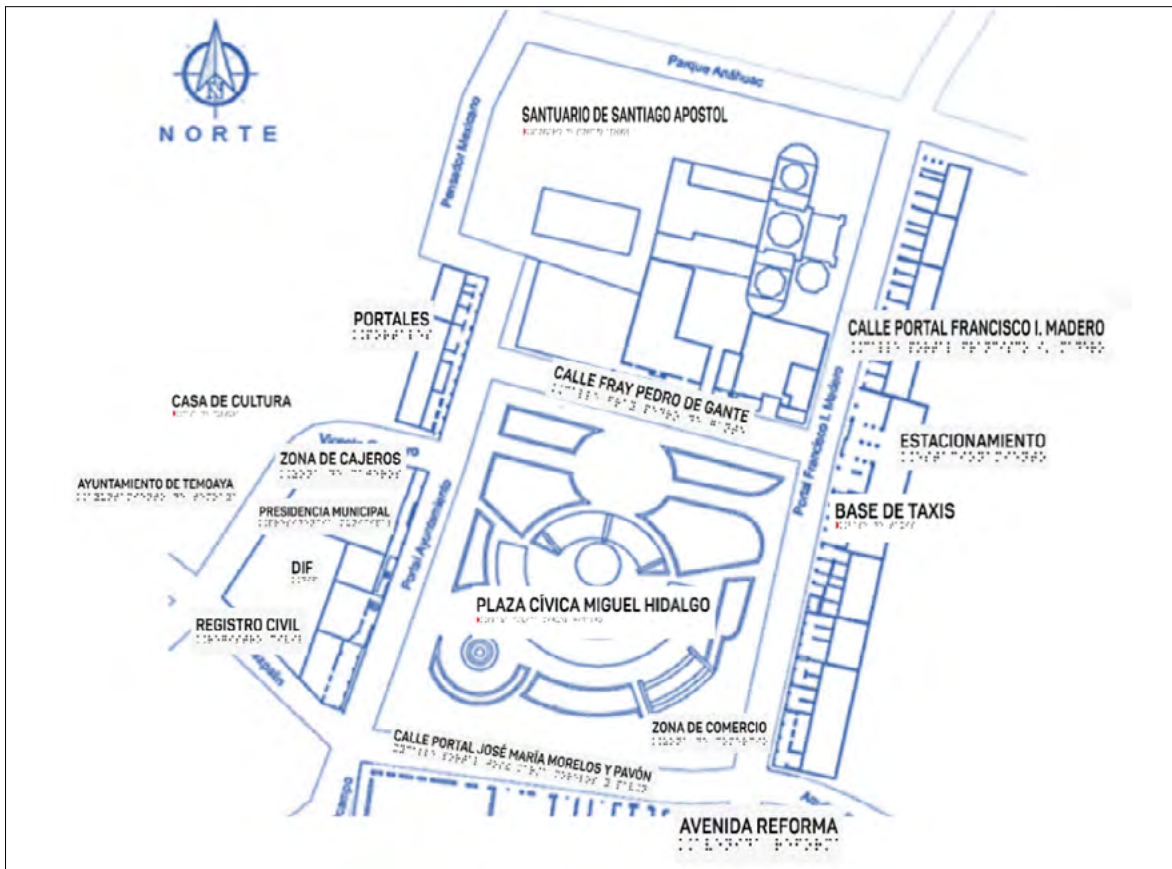 Parque Anáhuac
SANTUARIO DE SANTIAGO APOSTOL
NORTE
N
Pensador Mexicano
PORTALES
CALLE PORTAL FRANCISCO I. MADERO
CALLE FRAY PEDRO DE GANTE
CASA DE CULTURA
Portal Francisco I. Madero
ESTACIONAMIENTO
ZONA DE CAJEROS
AYUNTAMIENTO DE TEMOAYA
PRESIDENCIA MUNICIPAL
Portal Ayuntamiento
BASE DE TAXIS
DIF
PLAZA CÍVICA MIGUEL HIDALGO
REGISTRO CIVIL
ZONA DE COMERCIO
CALLE PORTAL JOSÉ MARÍA MORELOS Y PAVÓN
AVENIDA REFORMA